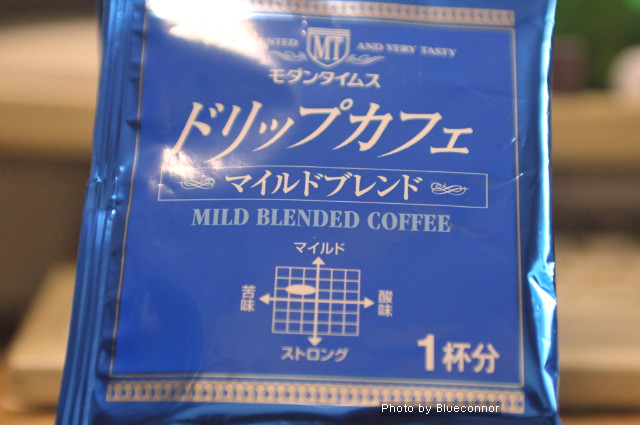 MT
AND VERY TASTY
モダンタイムス
ドリップカフェ
マイルドブレンド
MILD BLENDED COFFEE
マイルド
苦味
酸味
ストロング
1杯分
Photo by Blueconnor